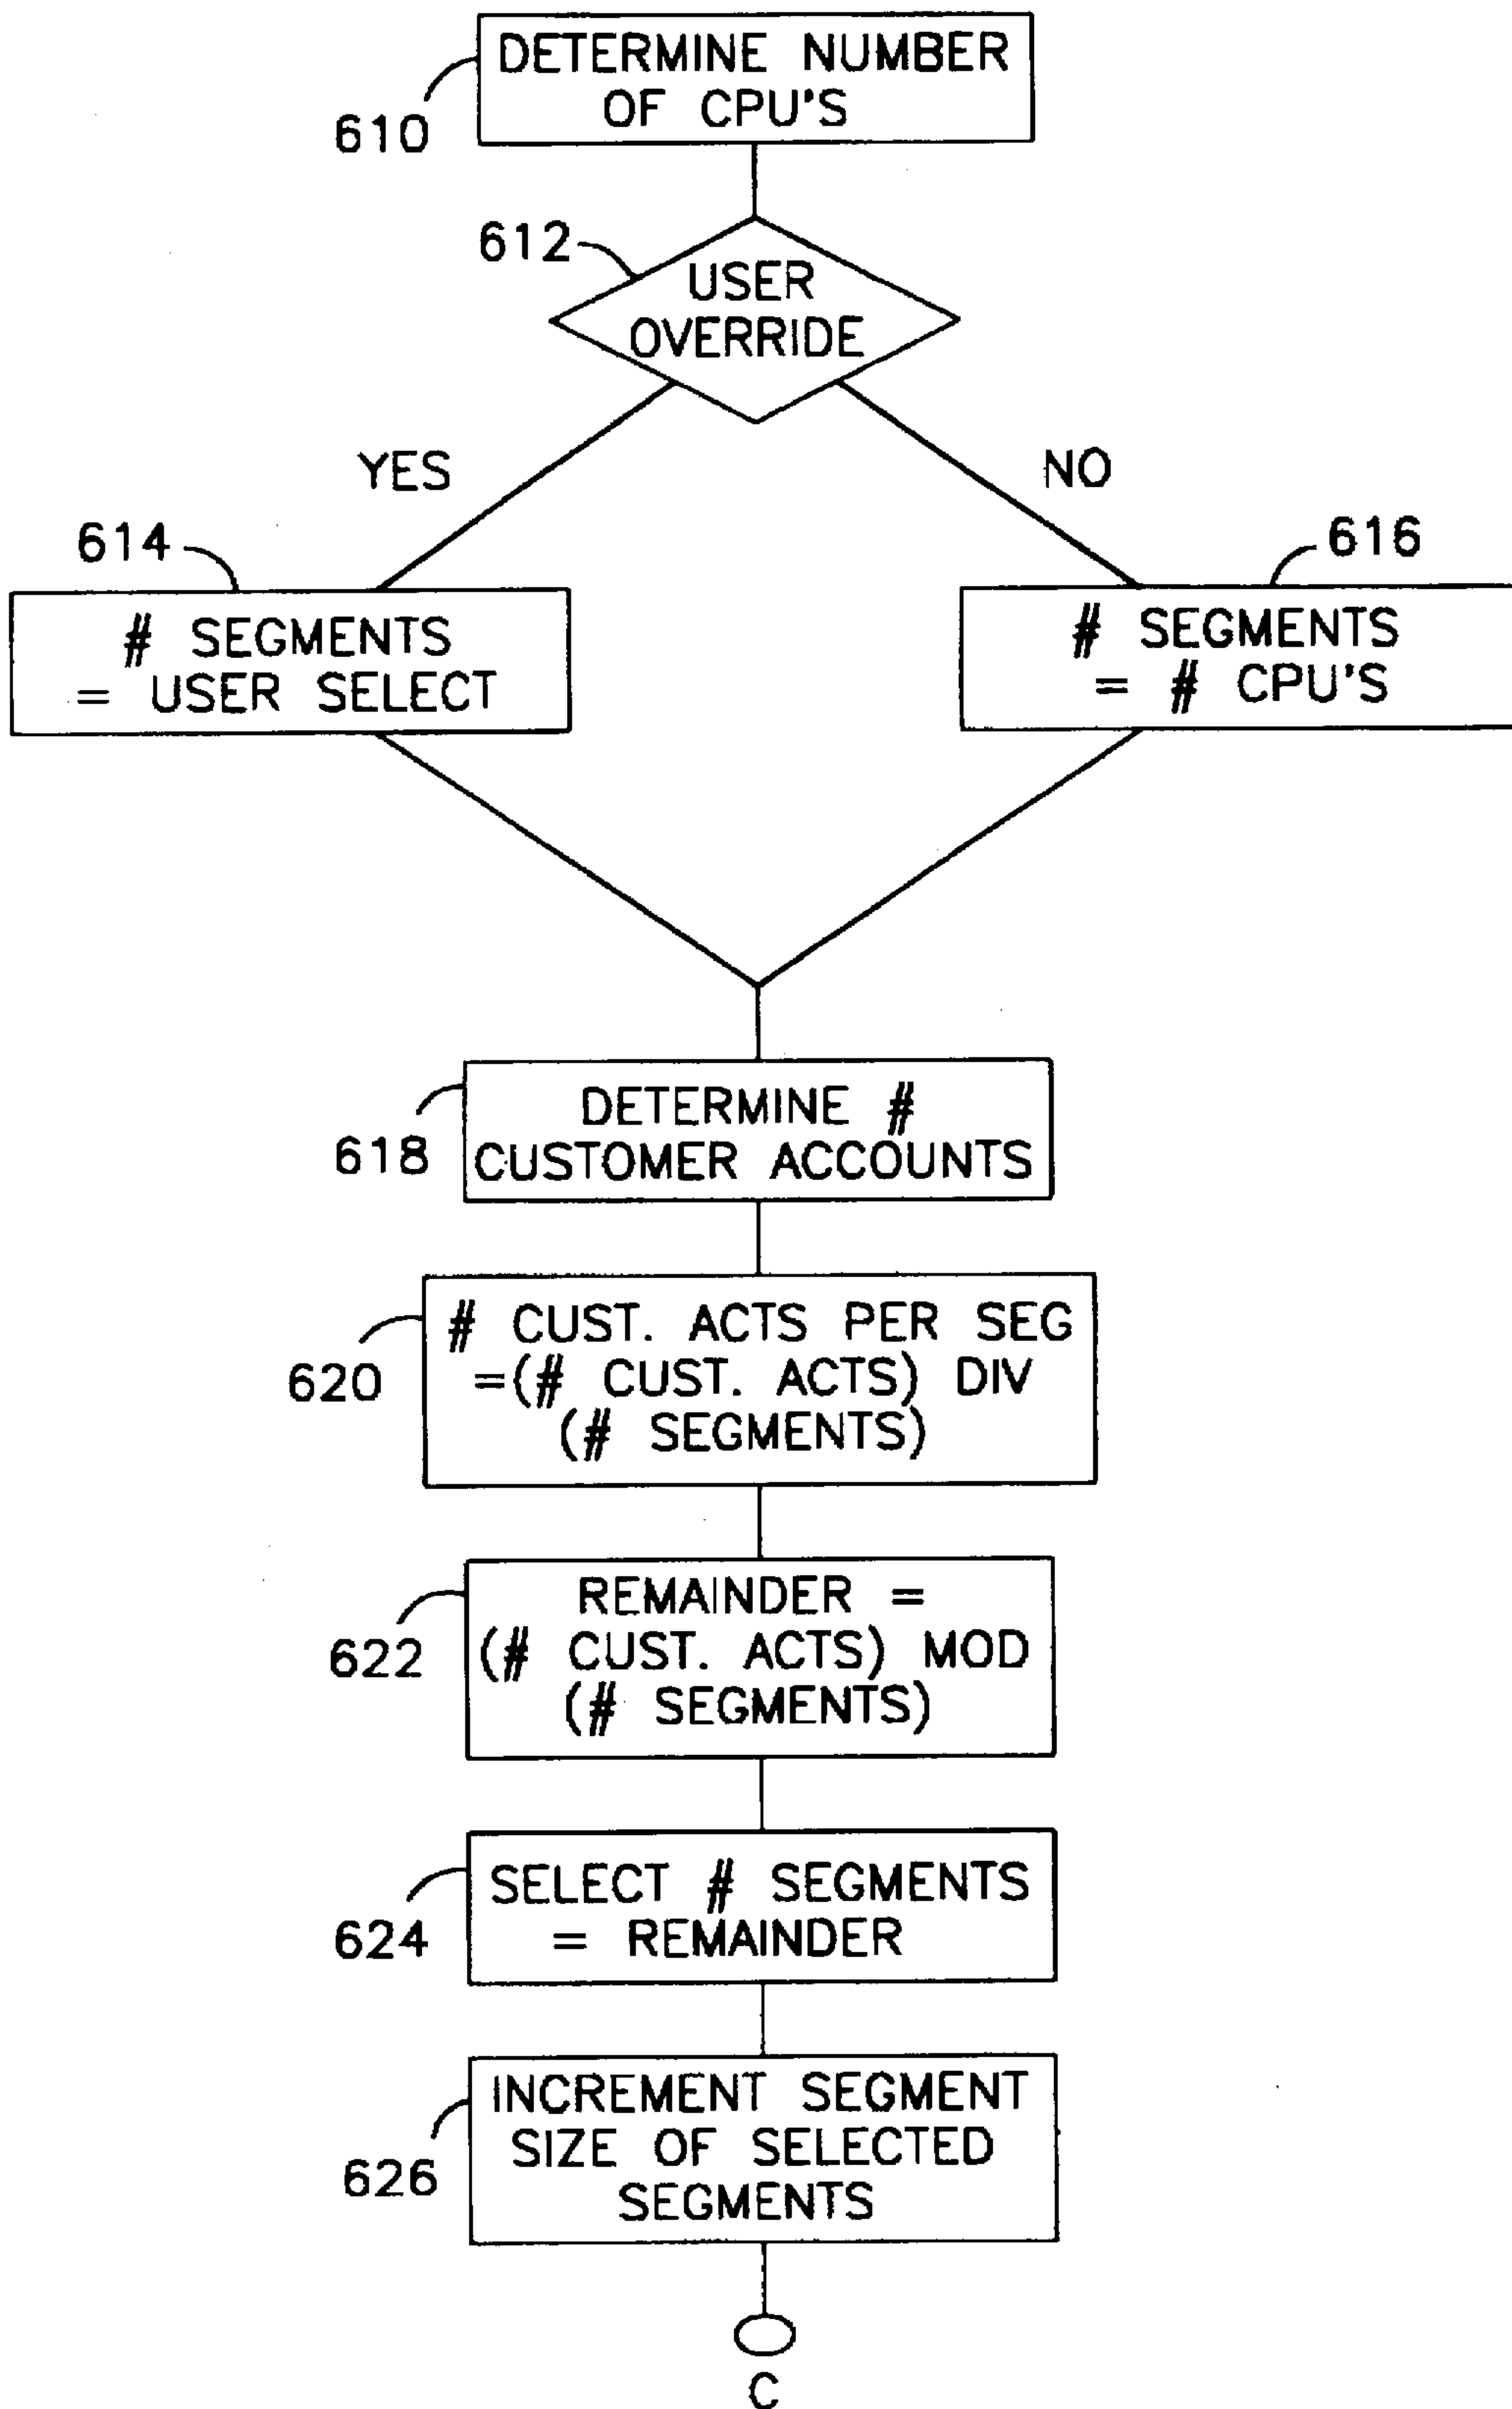 DETERMINE NUMBER
OF CPU'S
610
612
USER
OVERRIDE
YES
NO
614
616
# SEGMENTS
= USER SELECT
# SEGMENTS
= # CPU'S
DETERMINE #
CUSTOMER ACCOUNTS
618
# CUST. ACTS PER SEG
=(# CUST. ACTS) DIV
(# SEGMENTS)
620
REMAINDER =
(# CUST. ACTS) MOD
(# SEGMENTS)
622
SELECT # SEGMENTS
= REMAINDER
624
INCREMENT SEGMENT
SIZE OF SELECTED
SEGMENTS
626
C